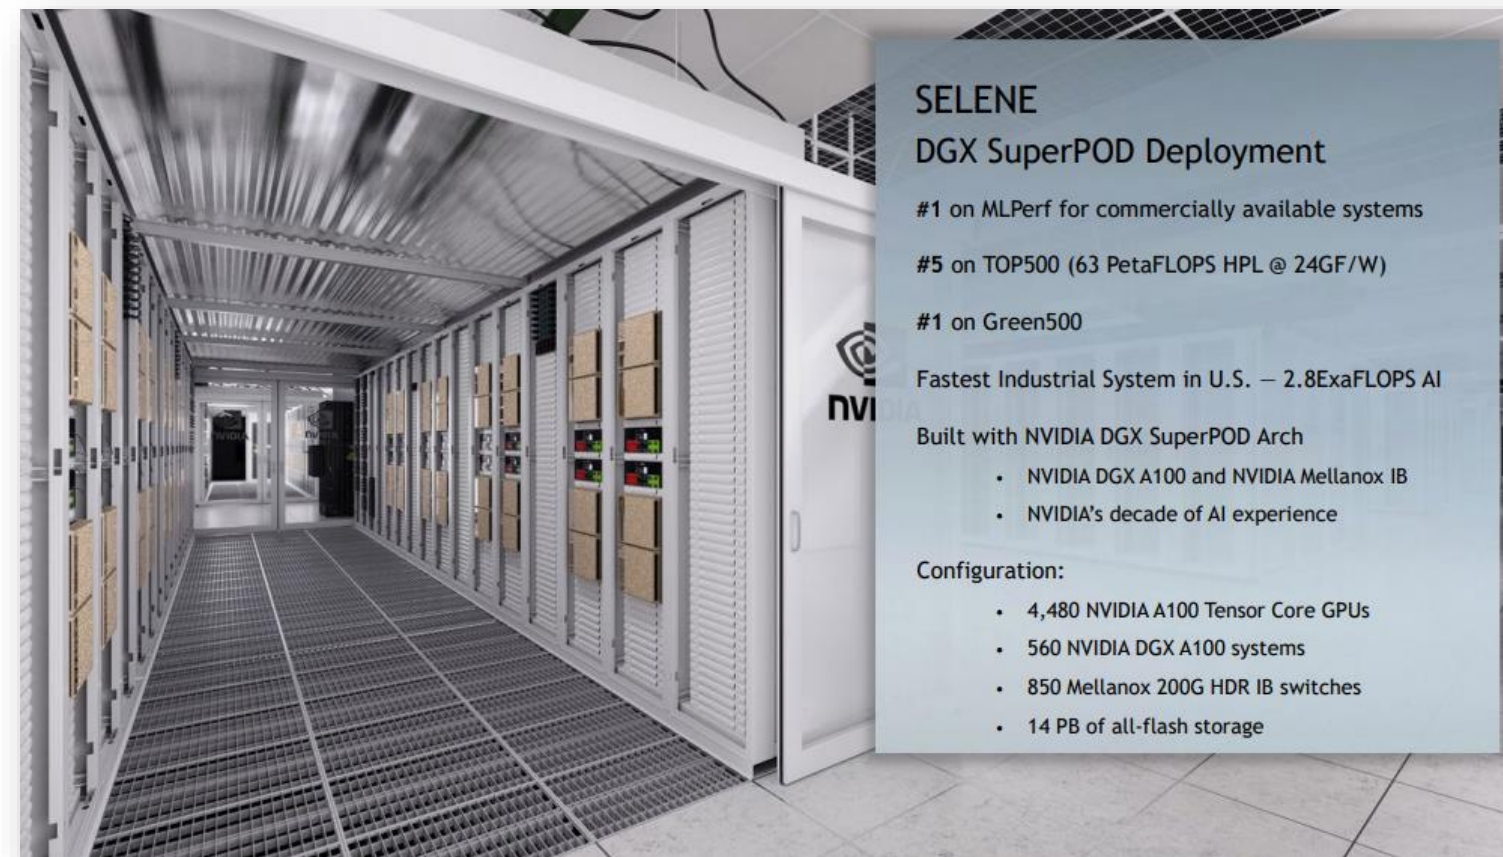 SELENE
DGX SuperPOD Deployment
#1 on MLPerf for commercially available systems
#5 on TOP500 (63 PetaFLOPS HPL @ 24GF/W)
#1 on Green500
Fastest Industrial System in U.S. — 2.8ExaFLOPS AI
Built with NVIDIA DGX SuperPOD Arch
• NVIDIA DGX A100 and NVIDIA Mellanox IB
• NVIDIA's decade of AI experience
Configuration:
• 4,480 NVIDIA A100 Tensor Core GPUs
• 560 NVIDIA DGX A100 systems
• 850 Mellanox 200G HDR IB switches
• 14 PB of all-flash storage
NVIDIA
NVIDIA
NVIDIA